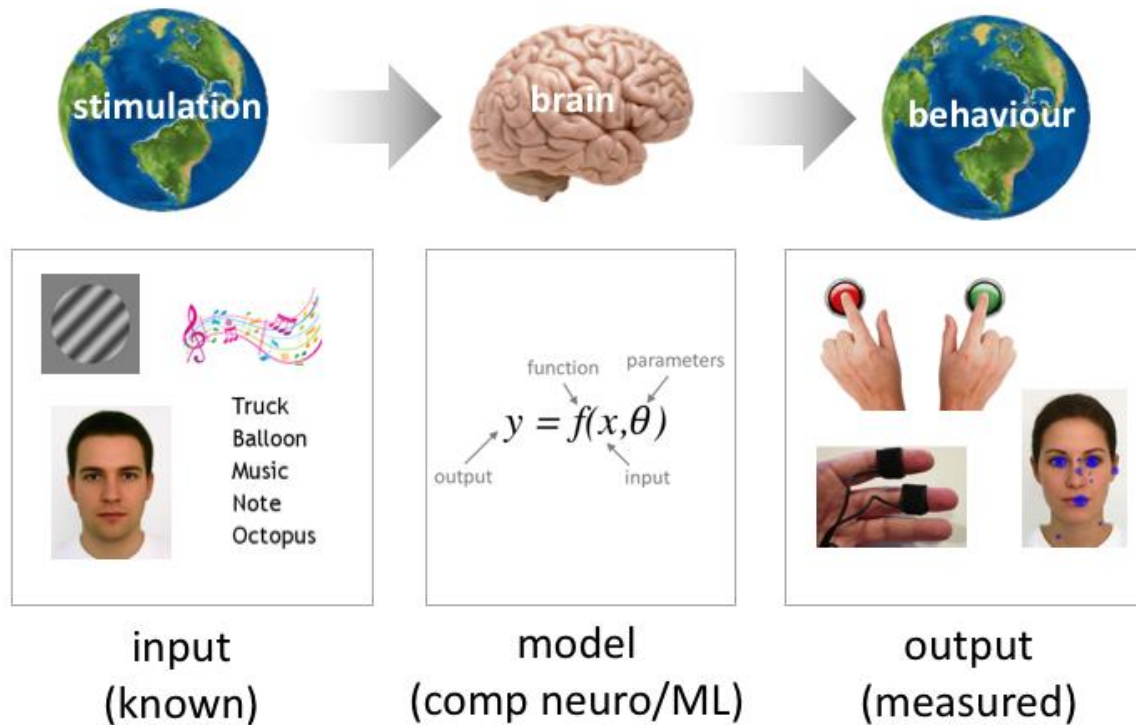 stimulation
brain
behaviour
Truck
Balloon
Music
Note
Octopus
function
parameters
y = f(x,θ)
output
input
input
(known)
model
(comp neuro/ML)
output
(measured)